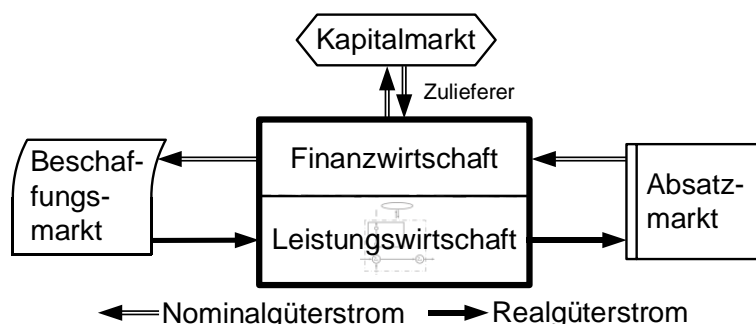 Kapitalmarkt
Zulieferer
Beschaf-
fungs-
markt
Finanzwirtschaft
Leistungswirtschaft
Absatz-
markt
Nominalgüterstrom
Realgüterstrom